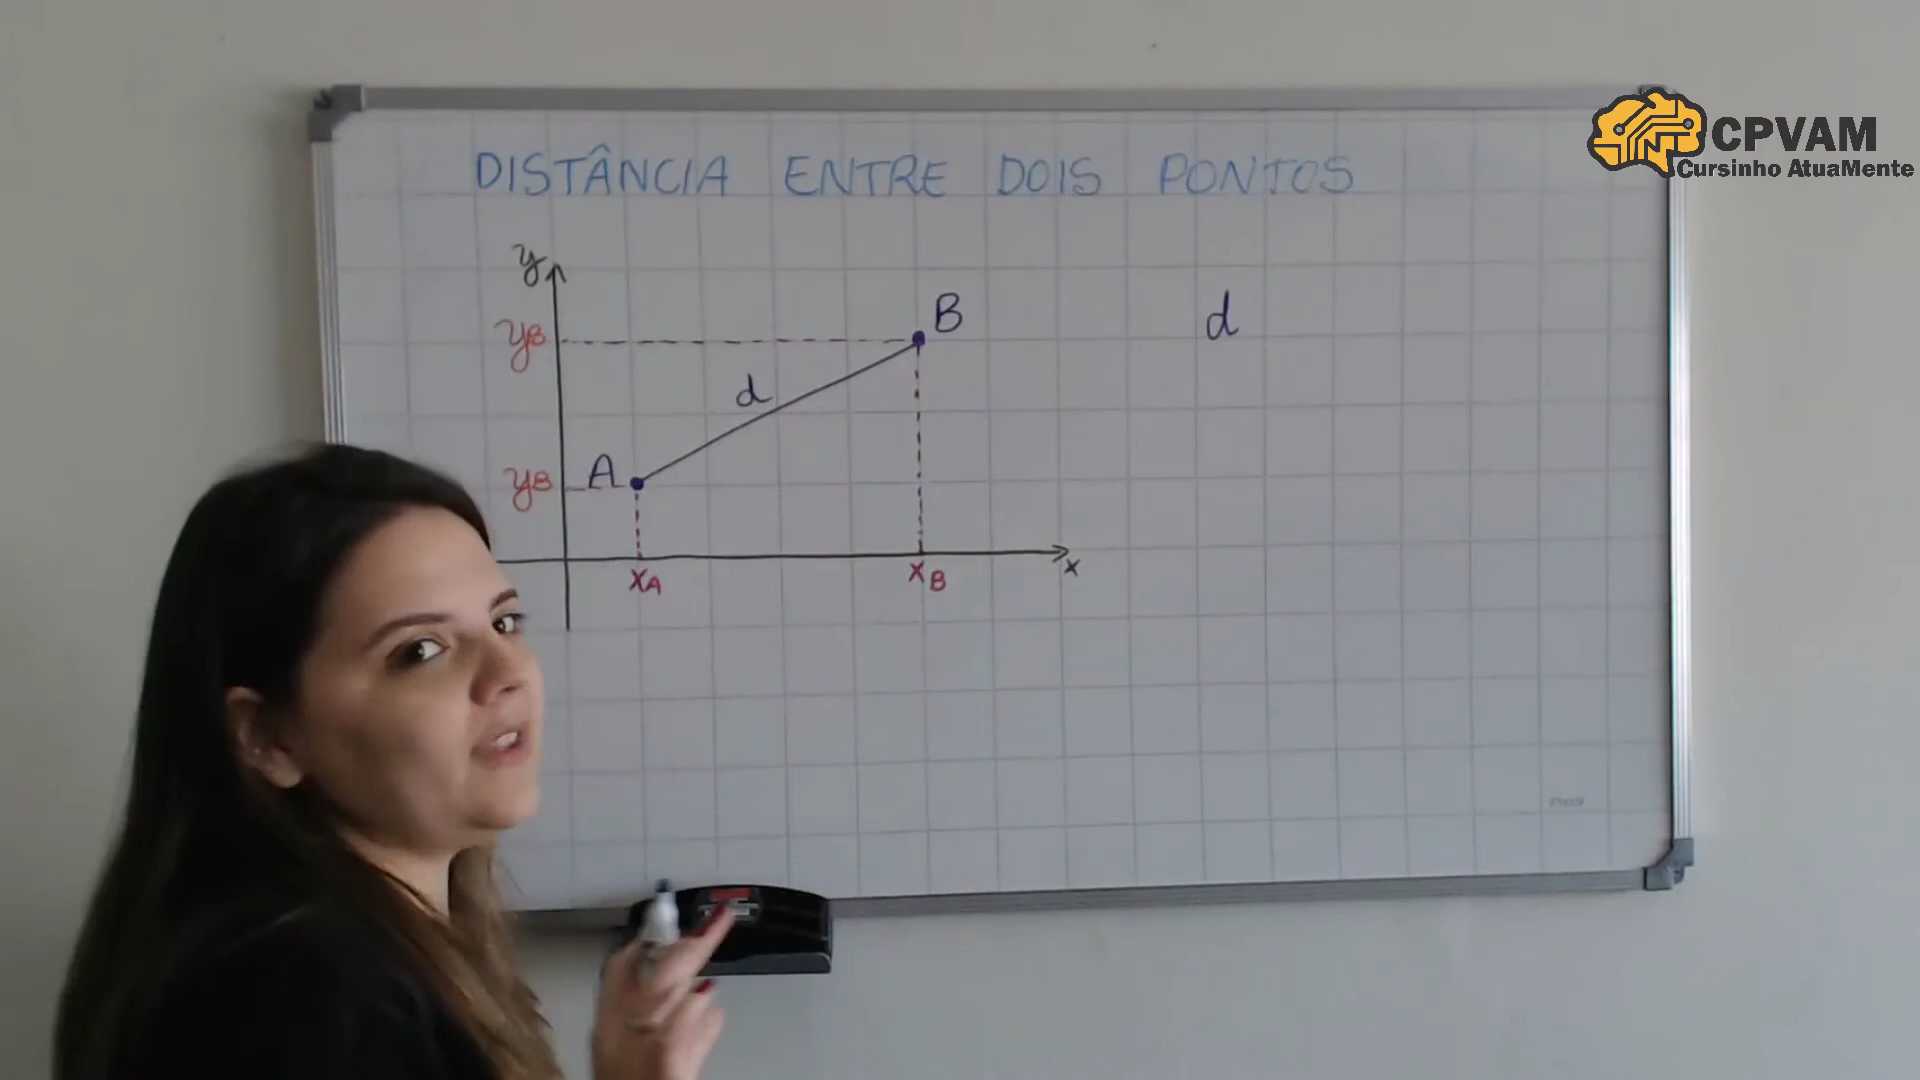 CPVAM
Cursinho AtuaMente
DISTÂNCIA ENTRE DOIS PONTOS
y
yB
B
d
d
yB
A
xA
xB
x